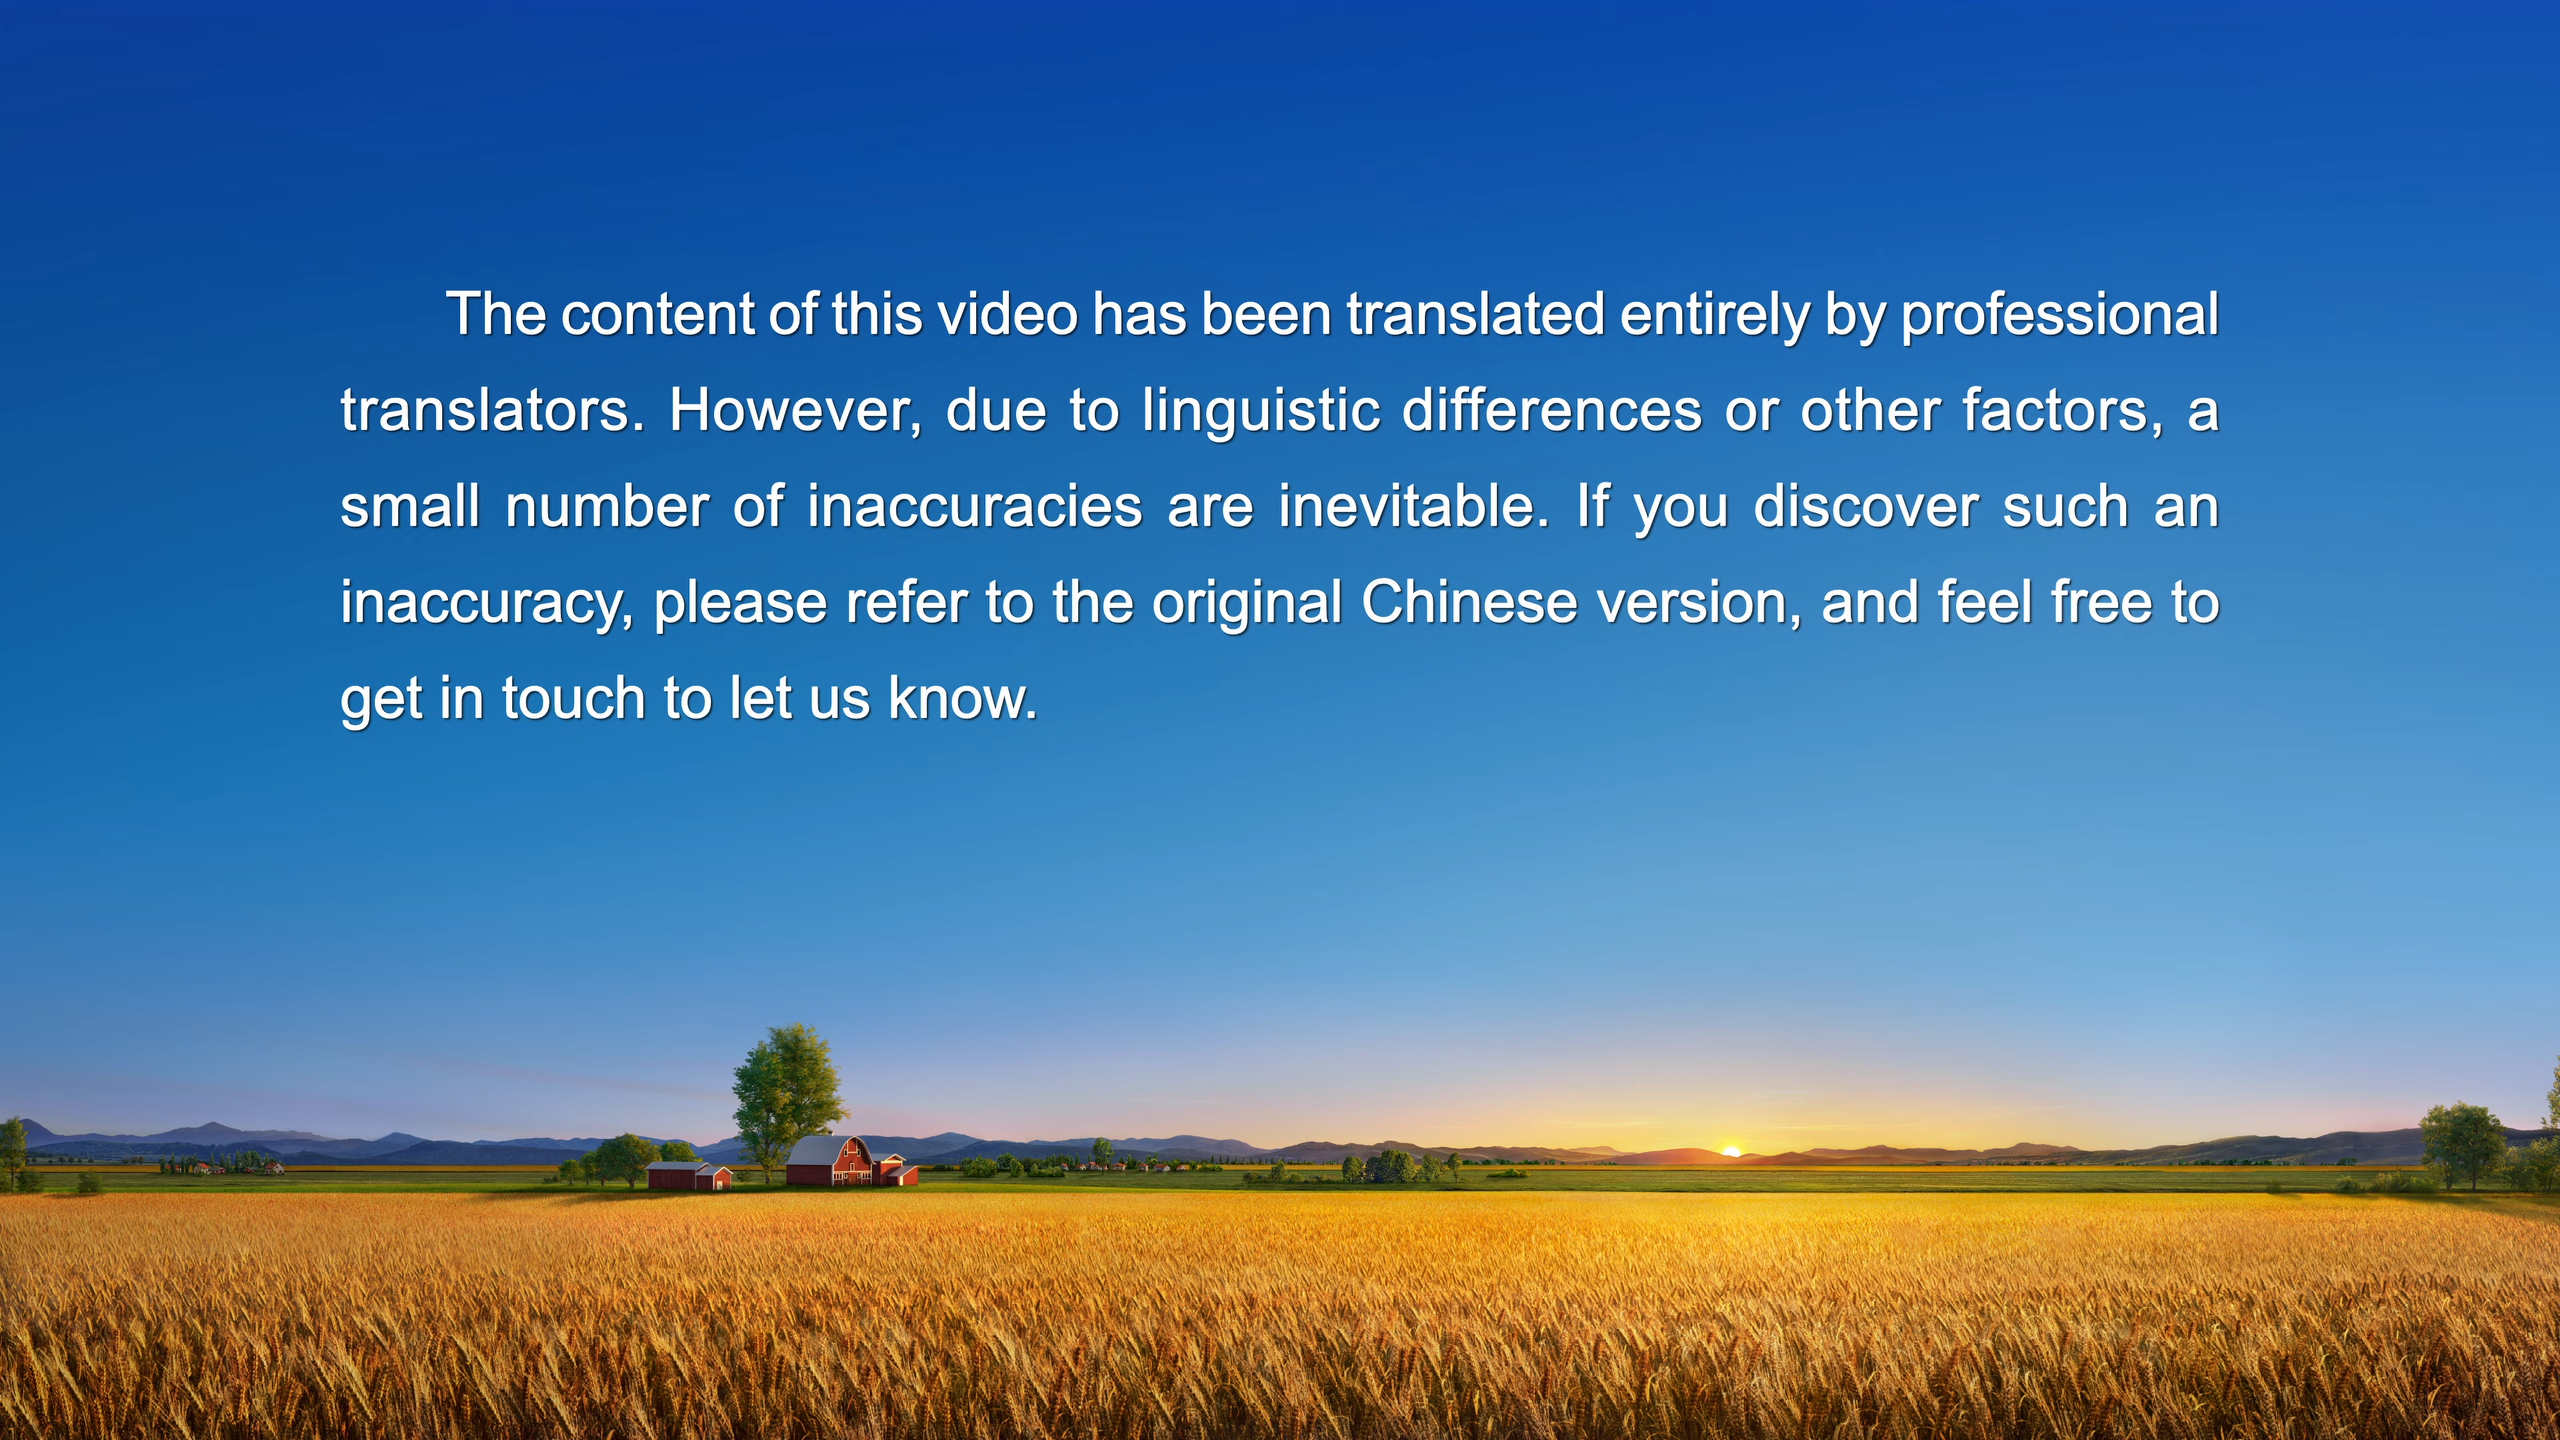 The content of this video has been translated entirely by professional
translators. However, due to linguistic differences or other factors, a
small number of inaccuracies are inevitable. If you discover such an
inaccuracy, please refer to the original Chinese version, and feel free to
get in touch to let us know.